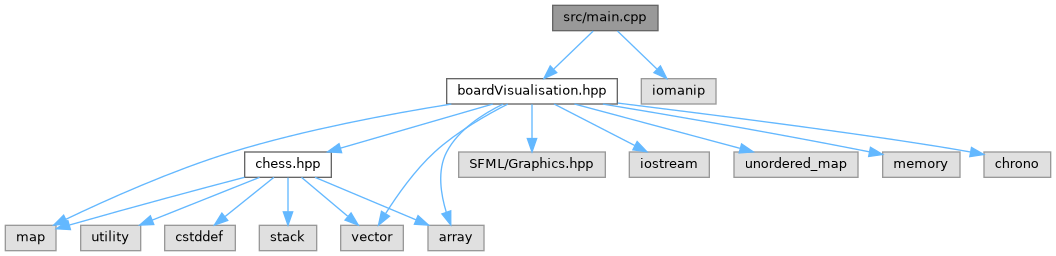 src/main.cpp
boardVisualisation.hpp
iomanip
chess.hpp
SFML/Graphics.hpp
iostream
unordered_map
memory
chrono
map
utility
cstddef
stack
vector
array